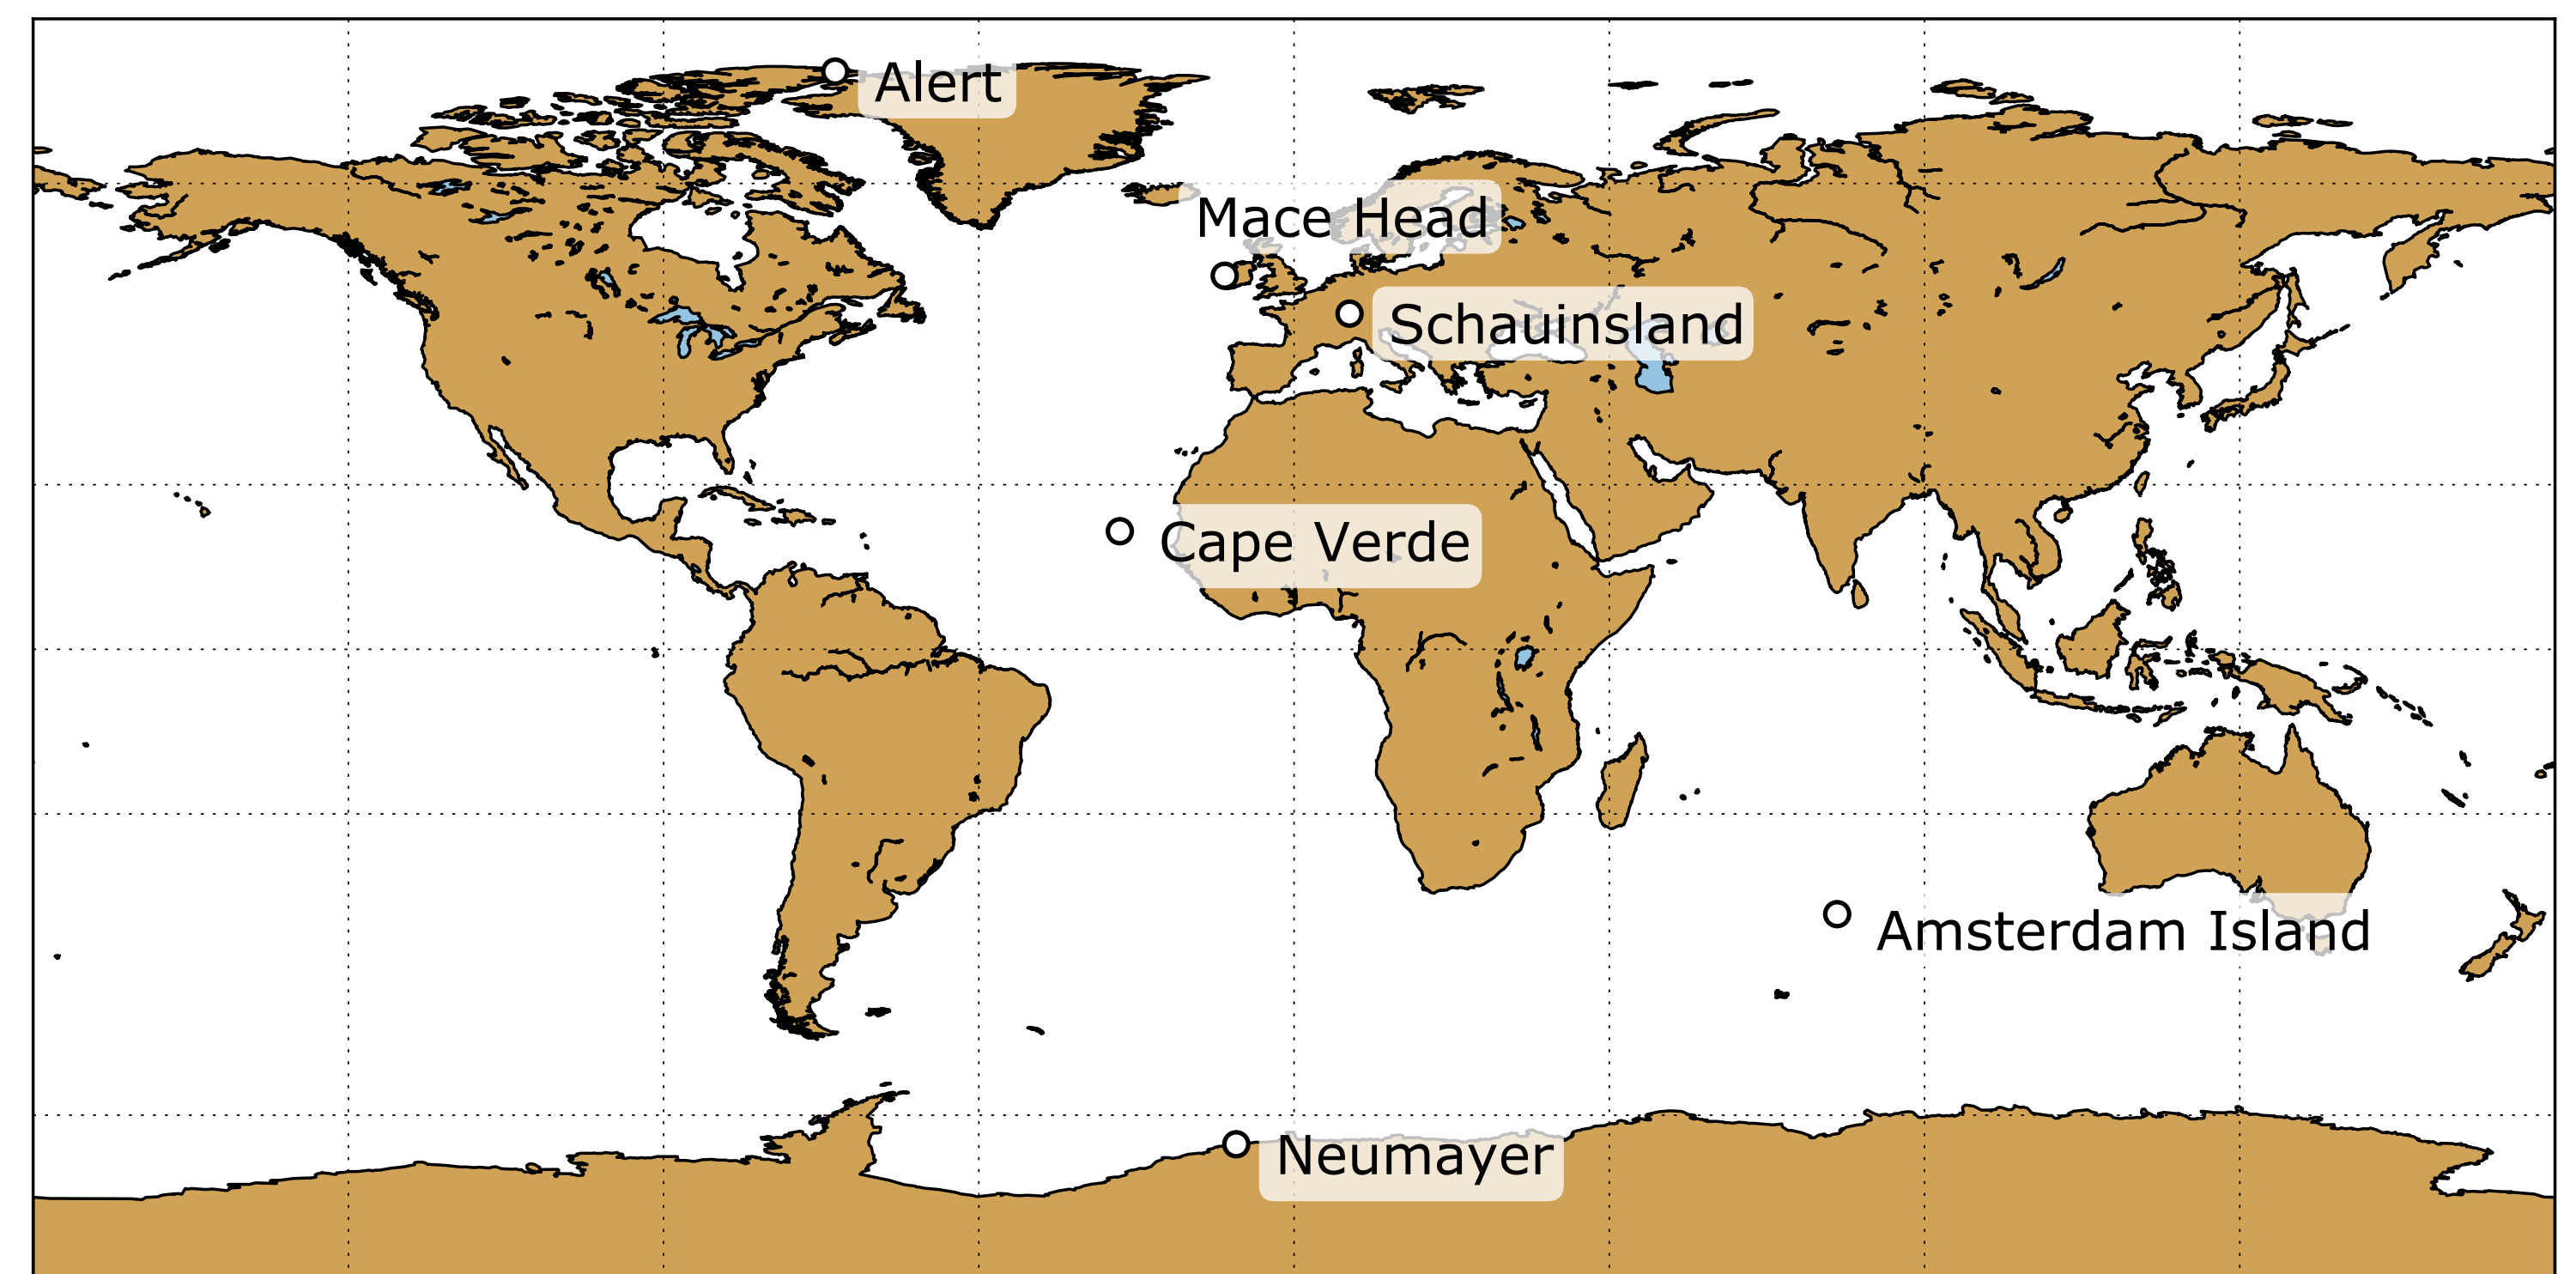 Alert
Mace Head
Schauinsland
Cape Verde
Amsterdam Island
Neumayer